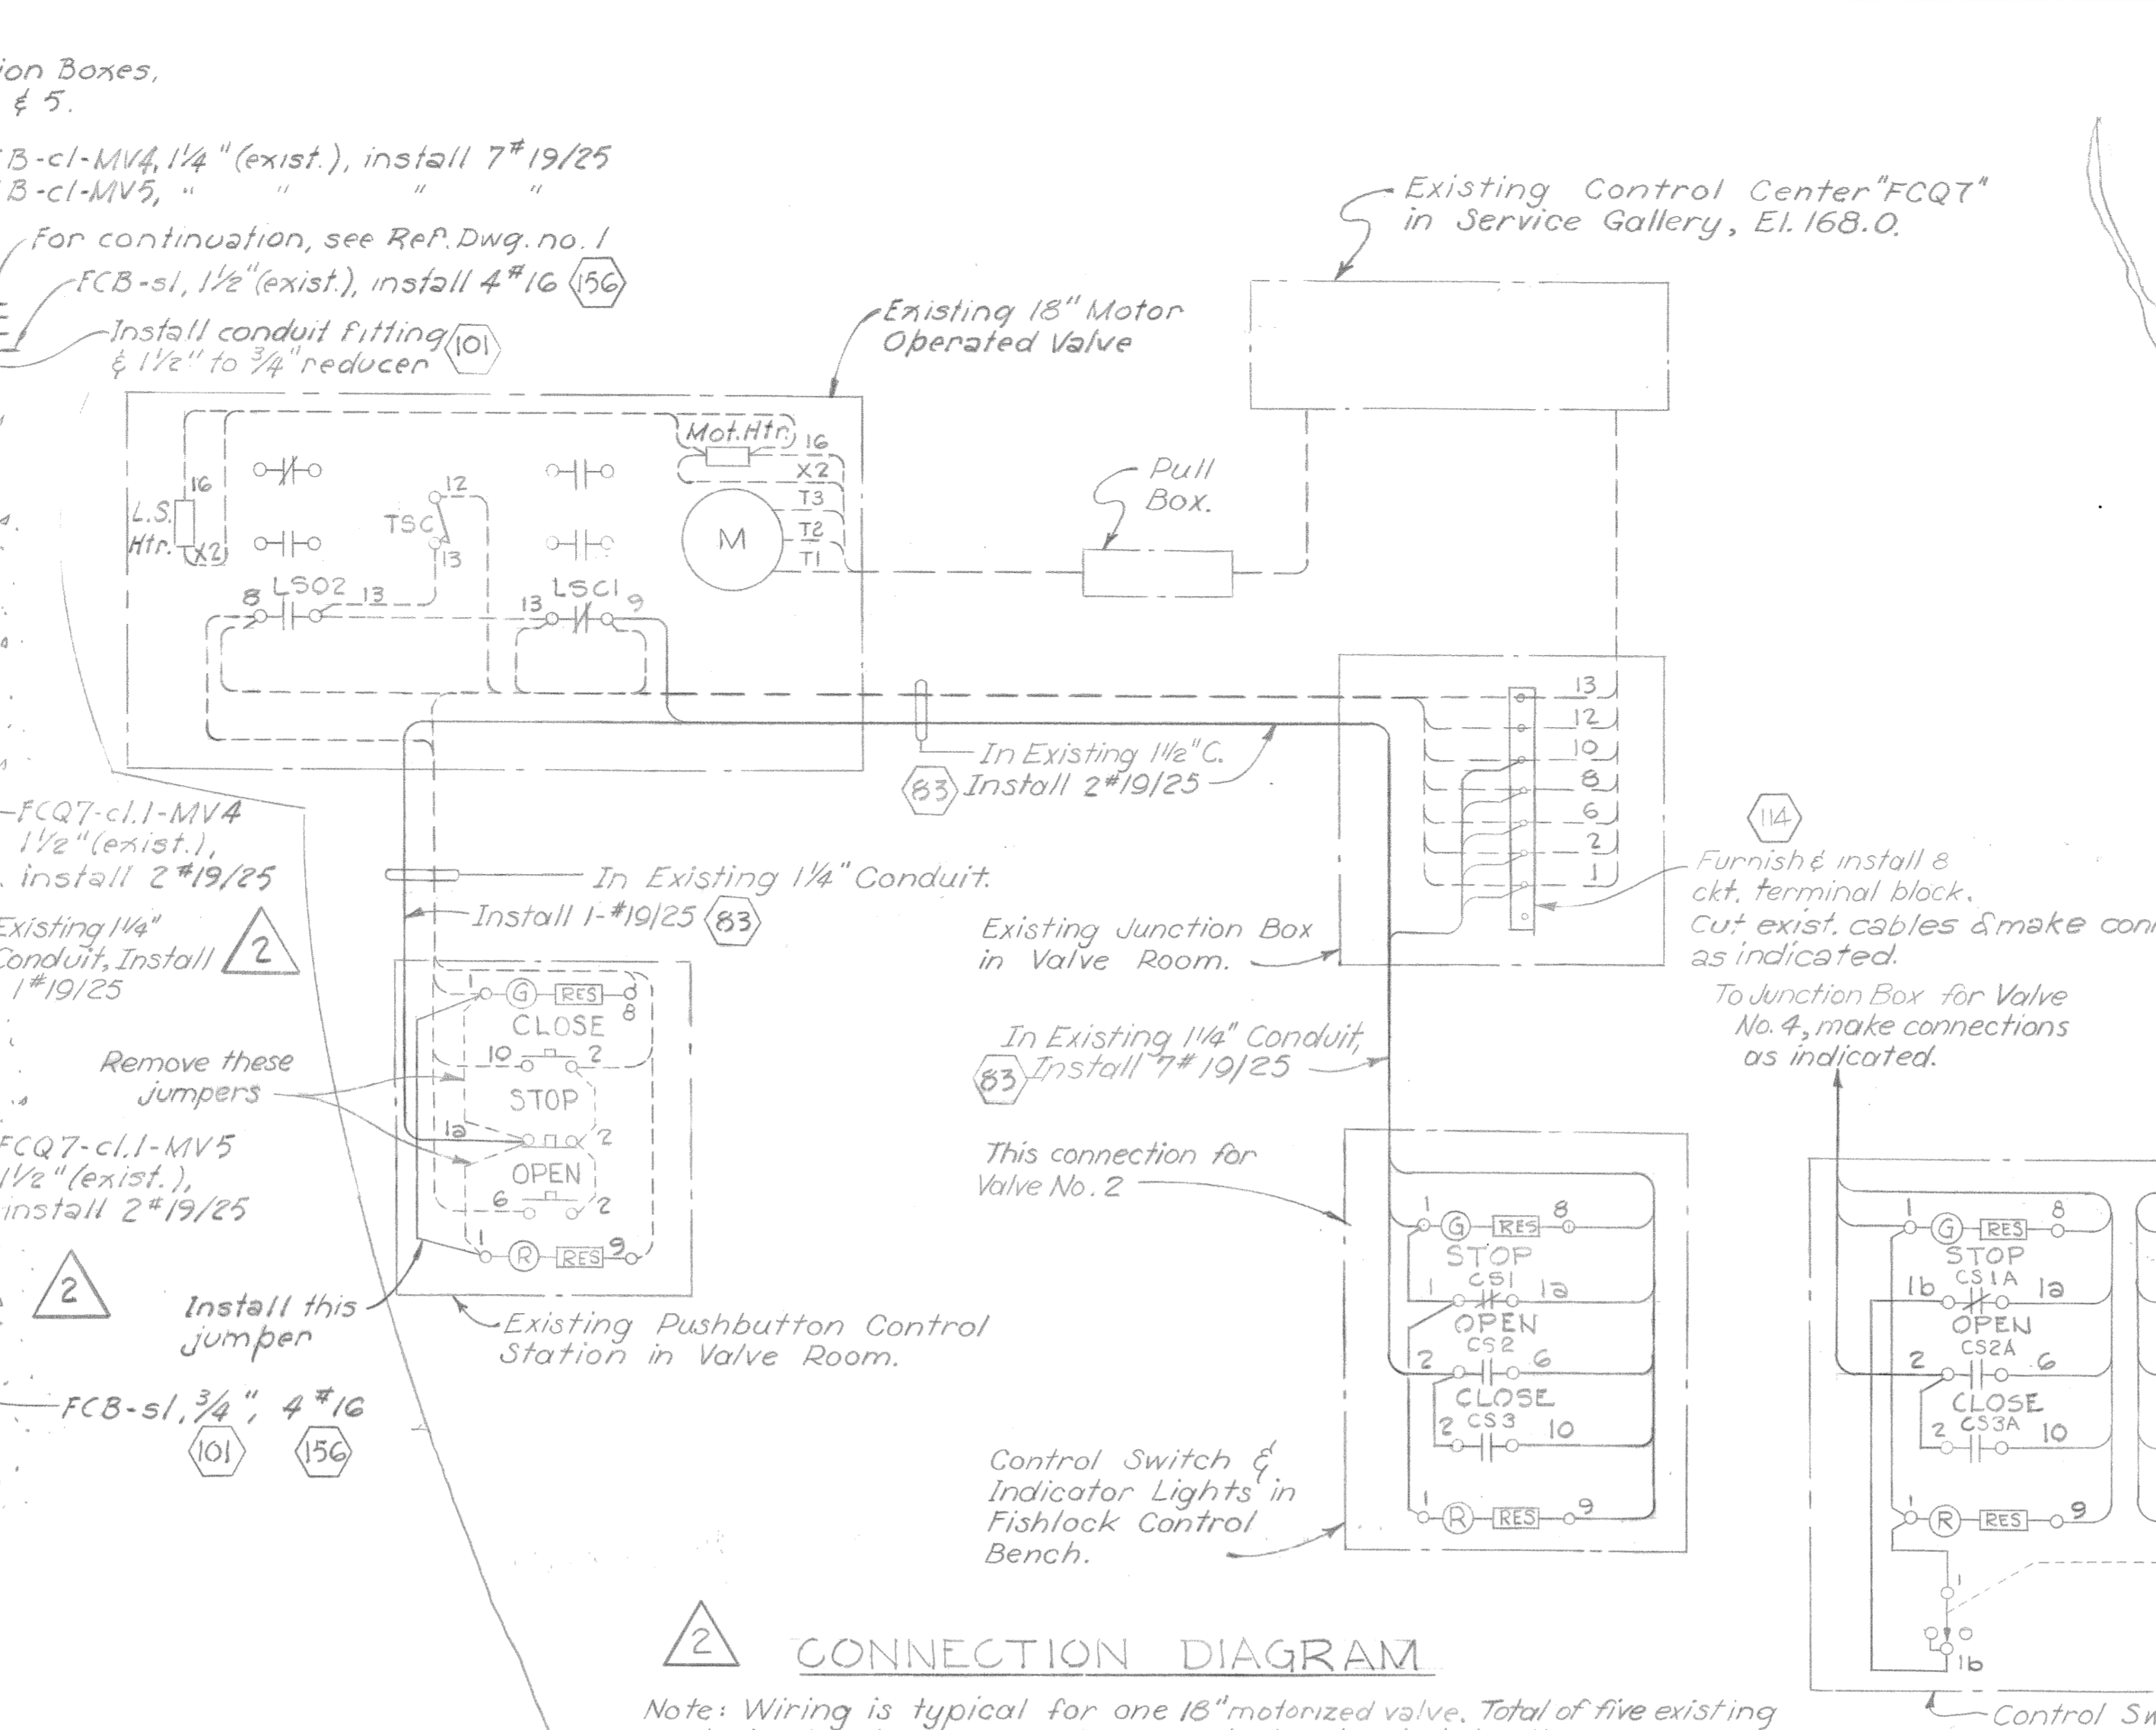 ion Boxes,
& 5.
B-cl-MV4, 1¼" (exist.), install 7#19/25
B-cl-MV5, " " " "
For continuation, see Ref. Dwg. no. 1
FCB-sl, 1½" (exist.), install 4#16 156
Install conduit fitting
& 1½" to ¾" reducer 101
Existing 18" Motor
Operated Valve
Existing Control Center "FCQ7"
in Service Gallery, El. 168.0.
Pull
Box.
Mot. Htr.
16
X2
T3
T2
T1
M
16
L.S.
Htr.
X2
12
TSC
13
LSO2
8
13
LSC1
13
9
In Existing 1½" C.
83 Install 2#19/25
13
12
10
8
6
2
1
114
Furnish & install 8
ckt. terminal block.
Cut exist. cables & make con
as indicated.
FCQ7-cl.1-MV4
1½" (exist.),
install 2#19/25
Existing 1¼"
Conduit, Install
1#19/25
2
In Existing 1¼" Conduit.
Install 1-#19/25 83
Existing Junction Box
in Valve Room.
To Junction Box for Valve
No. 4, make connections
as indicated.
In Existing 1¼" Conduit,
83 Install 7#19/25
Remove these
jumpers
1 G RES 8
CLOSE
10 2
STOP
1a 2
OPEN
6 2
1 R RES 9
FCQ7-cl.1-MV5
1½" (exist.),
install 2#19/25
2
Install this
jumper
Existing Pushbutton Control
Station in Valve Room.
FCB-sl, ¾", 4 #16
101 156
This connection for
Valve No. 2
1 G RES 8
STOP
1 CS1 1a
OPEN
2 CS2 6
CLOSE
2 CS3 10
1 R RES 9
Control Switch &
Indicator Lights in
Fishlock Control
Bench.
1 G RES 8
STOP
1b CS1A 1a
OPEN
2 CS2A 6
CLOSE
2 CS3A 10
1 R RES 9
1
1b
Control S
2 CONNECTION DIAGRAM
Note: Wiring is typical for one 18" motorized valve. Total of five existing